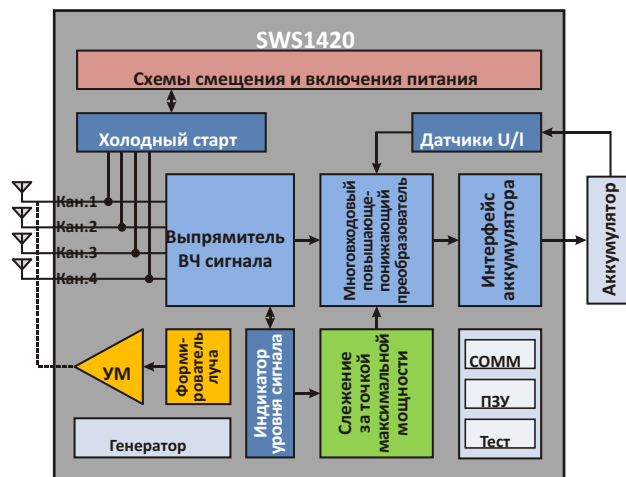 SWS1420
Схемы смещения и включения питания
Холодный старт
Датчики U/I
Кан.1
Кан.2
Кан.3
Кан.4
Выпрямитель
ВЧ сигнала
Многовходовый
повышающе-
понижающий
преобразователь
Интерфейс
аккумулятора
Аккумулятор
УМ
Форми-
рователь
луча
Индикатор
уровня сигнала
Слежение
за точкой
максимальной
мощности
COMM
ПЗУ
Тест
Генератор